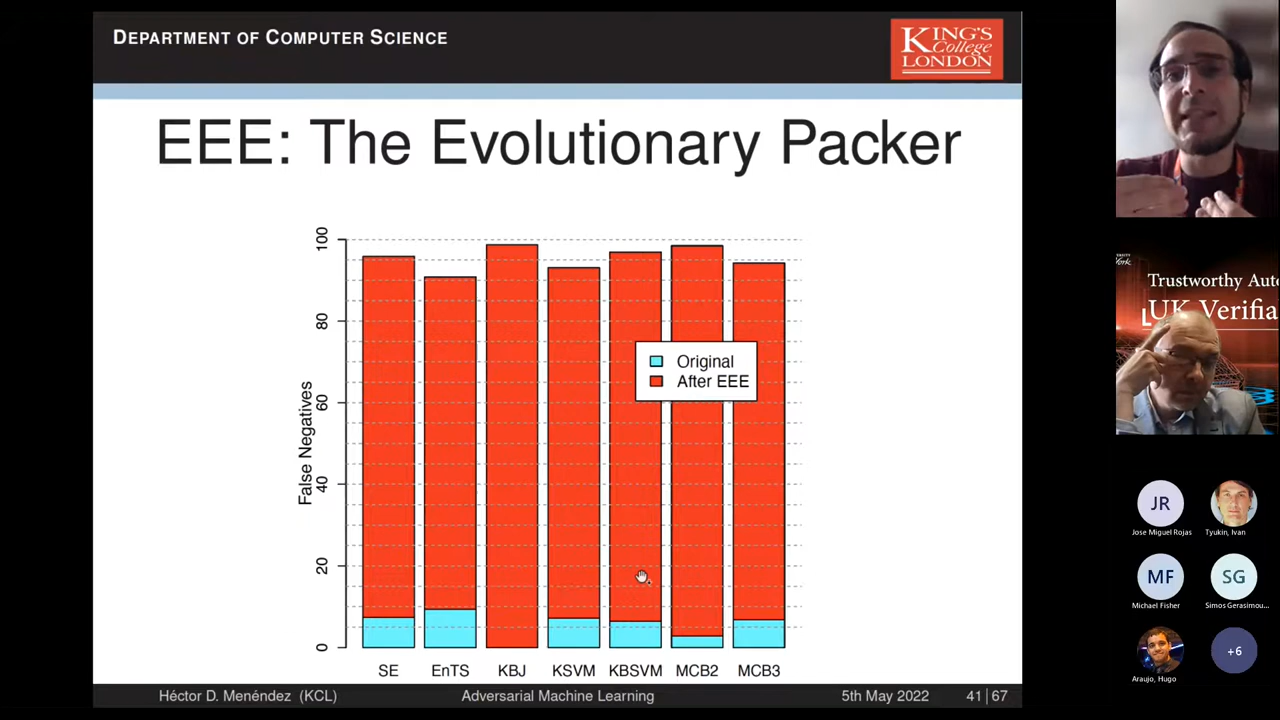 DEPARTMENT OF COMPUTER SCIENCE
KING'S
College
LONDON
EEE: The Evolutionary Packer
False Negatives
100
80
60
40
20
0
Original
After EEE
SE EnTS KBJ KSVM KBSVM MCB2 MCB3
Héctor D. Menéndez (KCL) Adversarial Machine Learning 5th May 2022 41|67
Trustworthy Aut
UK Verifia
JR
Jose Miguel Rojas
Tyukin, Ivan
MF
Michael Fisher
SG
Simos Gerasimou...
Araujo, Hugo
+6